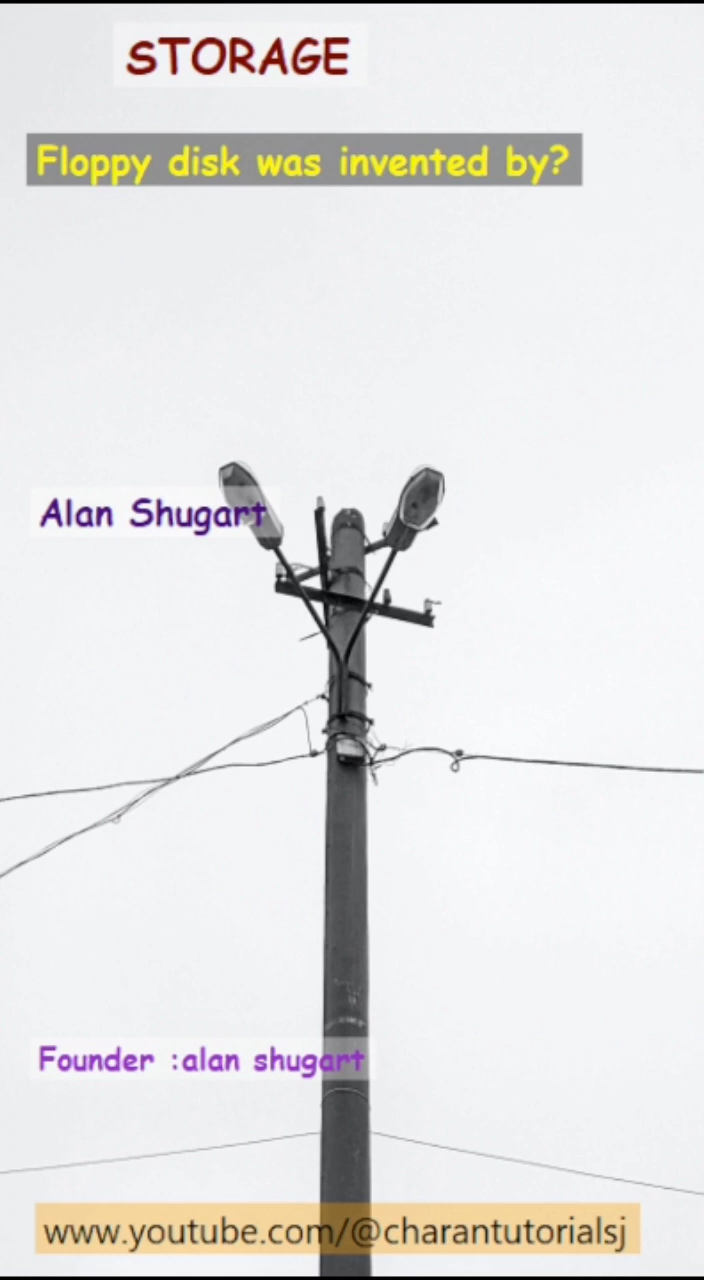 STORAGE
Floppy disk was invented by?
Alan Shugart
Founder :alan shugart
www.youtube.com/@charantutorialsj